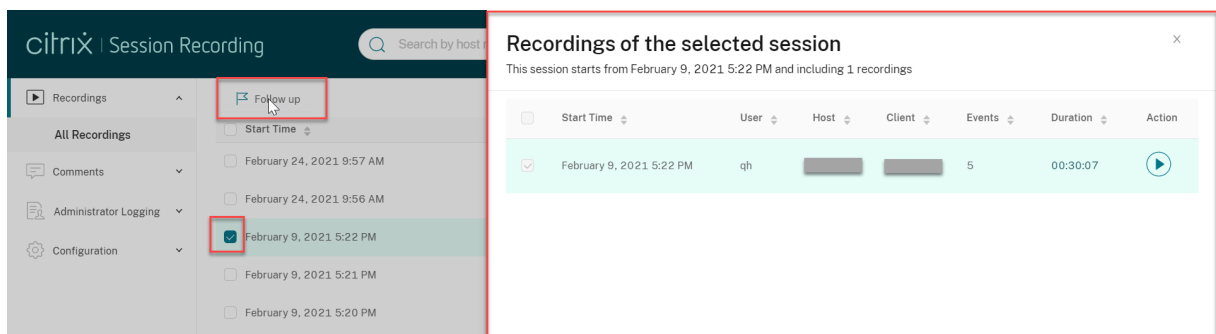 citrix | Session Recording
Search by host
Recordings
All Recordings
Comments
Administrator Logging
Configuration
Follow up
Start Time
February 24, 2021 9:57 AM
February 24, 2021 9:56 AM
February 9, 2021 5:22 PM
February 9, 2021 5:21 PM
February 9, 2021 5:20 PM
Recordings of the selected session
This session starts from February 9, 2021 5:22 PM and including 1 recordings
Start Time User Host Client Events Duration Action
February 9, 2021 5:22 PM qh 5 00:30:07